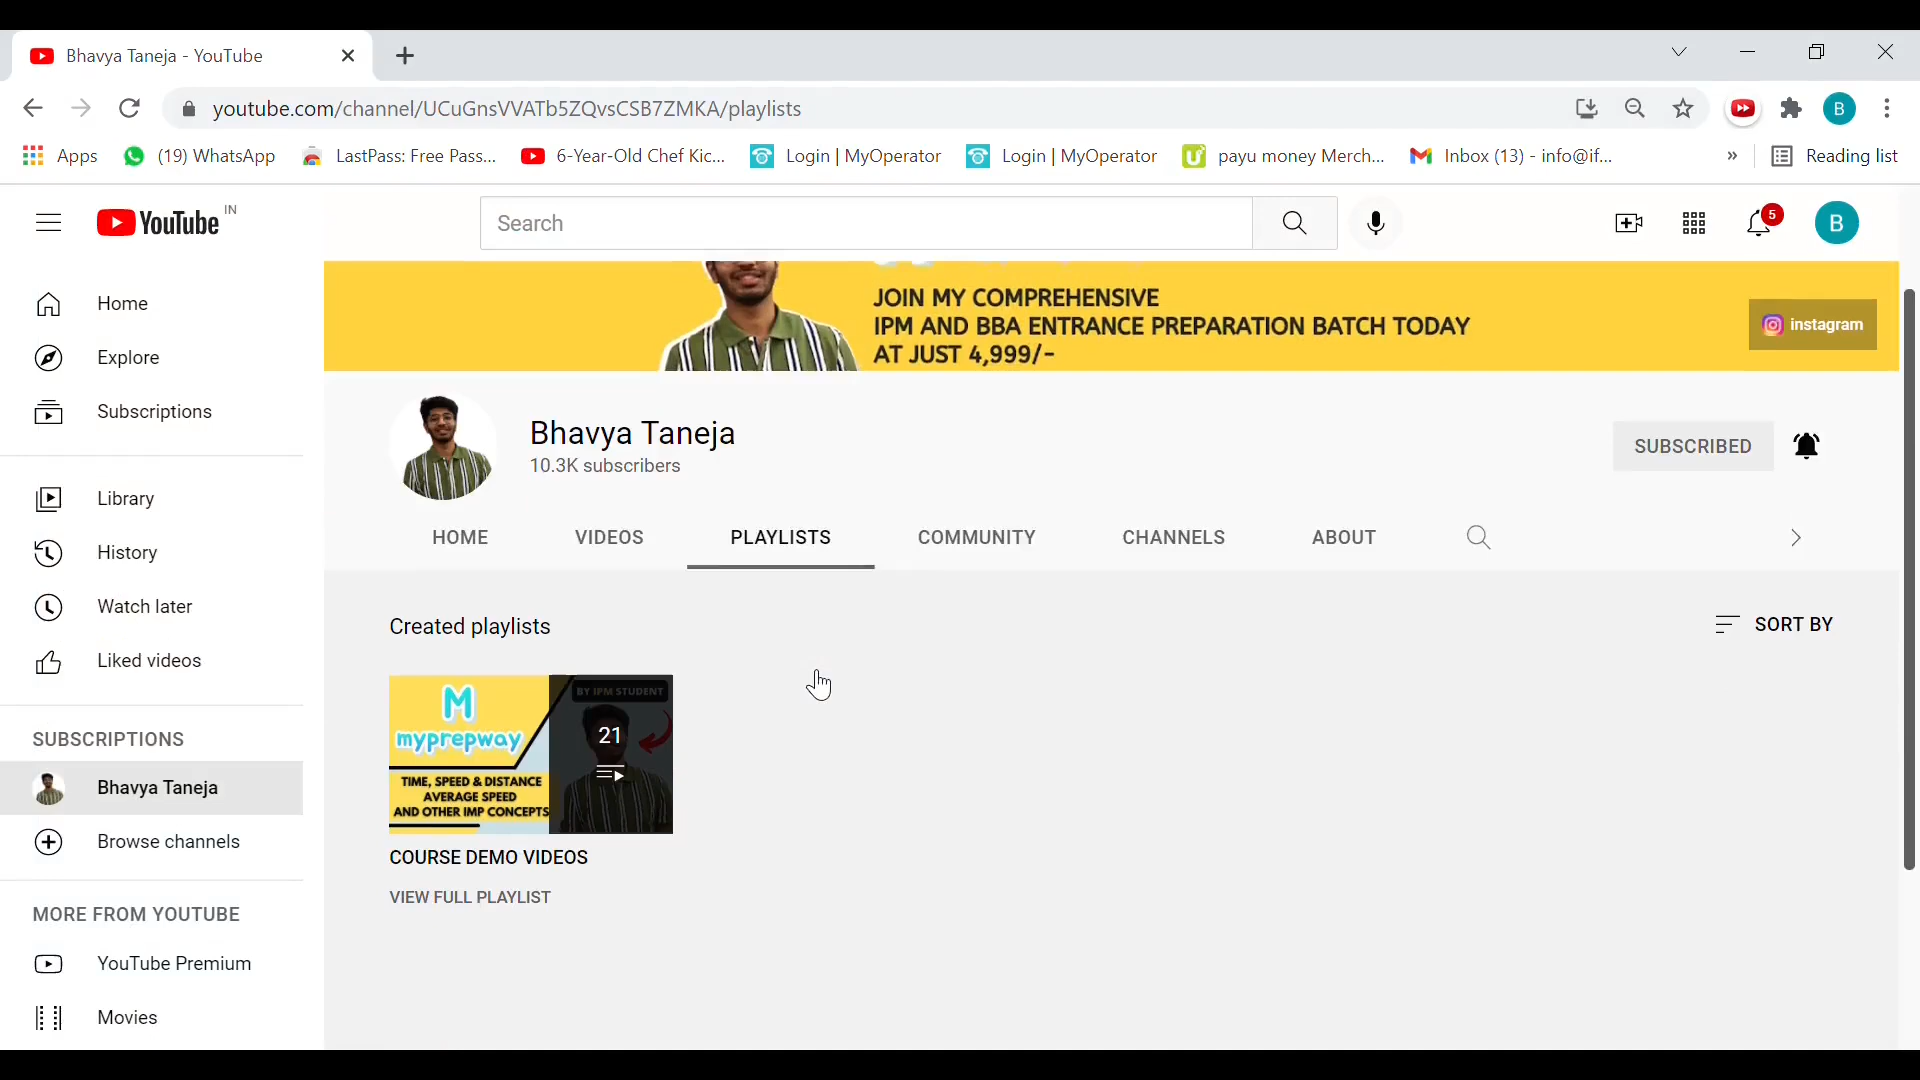 Bhavya Taneja - YouTube
youtube.com/channel/UCuGnsVVATb5ZQvsCSB7ZMKA/playlists
B
Apps
(19) WhatsApp
LastPass: Free Pass...
6-Year-Old Chef Kic...
Login | MyOperator
Login | MyOperator
payu money Merch...
Inbox (13) - info@if...
»
Reading list
YouTube IN
Search
5
B
Home
Explore
Subscriptions
Library
History
Watch later
Liked videos
SUBSCRIPTIONS
Bhavya Taneja
Browse channels
MORE FROM YOUTUBE
YouTube Premium
Movies
JOIN MY COMPREHENSIVE
IPM AND BBA ENTRANCE PREPARATION BATCH TODAY
AT JUST 4,999/-
instagram
Bhavya Taneja
10.3K subscribers
SUBSCRIBED
HOME
VIDEOS
PLAYLISTS
COMMUNITY
CHANNELS
ABOUT
Created playlists
SORT BY
M
myprepway
TIME, SPEED & DISTANCE
AVERAGE SPEED
AND OTHER IMP CONCEPTS
BY IPM STUDENT
21
COURSE DEMO VIDEOS
VIEW FULL PLAYLIST